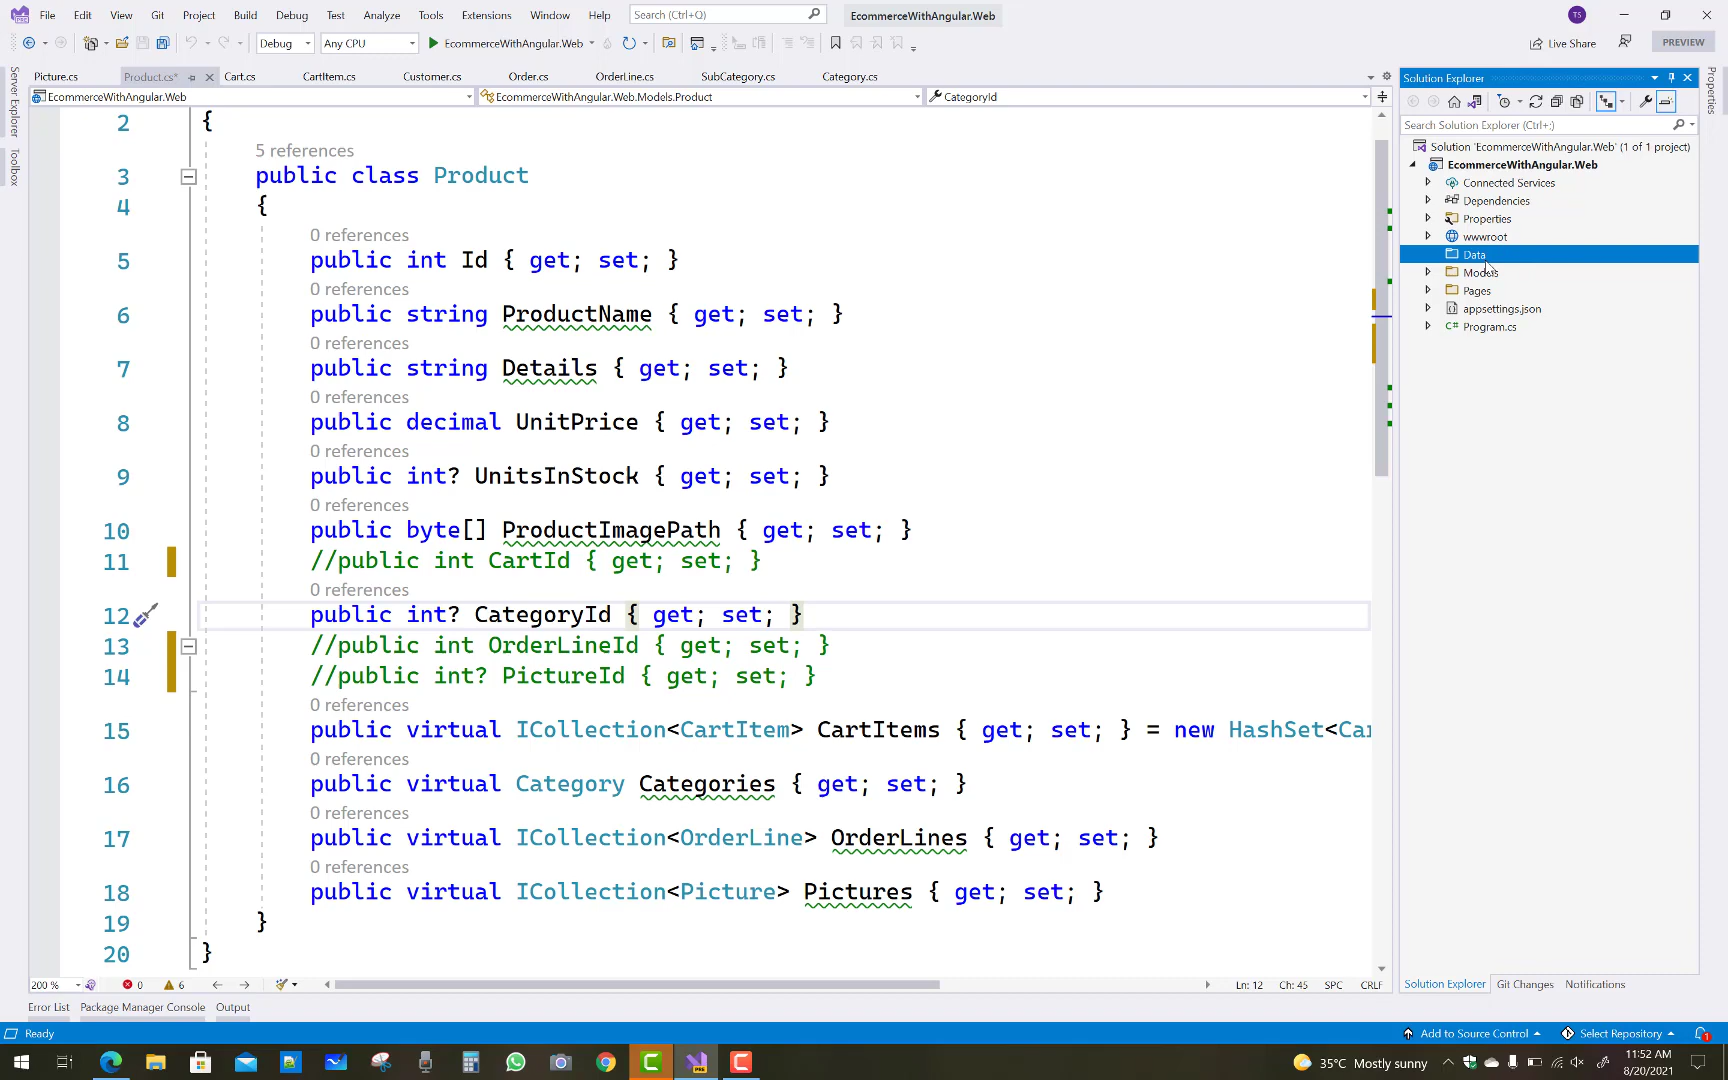 File Edit View Git Project Build Debug Test Analyze Tools Extensions Window Help Search (Ctrl+Q) EcommerceWithAngular.Web TS
Debug Any CPU EcommerceWithAngular.Web Live Share PREVIEW
Picture.cs Product.cs* Cart.cs CartItem.cs Customer.cs Order.cs OrderLine.cs SubCategory.cs Category.cs
EcommerceWithAngular.Web EcommerceWithAngular.Web.Models.Product CategoryId
2 {
5 references
3 public class Product
4 {
0 references
5 public int Id { get; set; }
0 references
6 public string ProductName { get; set; }
0 references
7 public string Details { get; set; }
0 references
8 public decimal UnitPrice { get; set; }
0 references
9 public int? UnitsInStock { get; set; }
0 references
10 public byte[] ProductImagePath { get; set; }
11 //public int CartId { get; set; }
0 references
12 public int? CategoryId { get; set; }
13 //public int OrderLineId { get; set; }
14 //public int? PictureId { get; set; }
0 references
15 public virtual ICollection<CartItem> CartItems { get; set; } = new HashSet<Car
0 references
16 public virtual Category Categories { get; set; }
0 references
17 public virtual ICollection<OrderLine> OrderLines { get; set; }
0 references
18 public virtual ICollection<Picture> Pictures { get; set; }
19 }
20 }
200 % 0 6 Ln: 12 Ch: 45 SPC CRLF
Error List Package Manager Console Output
Server Explorer
Toolbox
Solution Explorer
Search Solution Explorer (Ctrl+;)
Solution 'EcommerceWithAngular.Web' (1 of 1 project)
EcommerceWithAngular.Web
Connected Services
Dependencies
Properties
wwwroot
Data
Models
Pages
appsettings.json
C# Program.cs
Solution Explorer Git Changes Notifications
Properties
Ready Add to Source Control Select Repository 1
35°C Mostly sunny 11:52 AM
8/20/2021